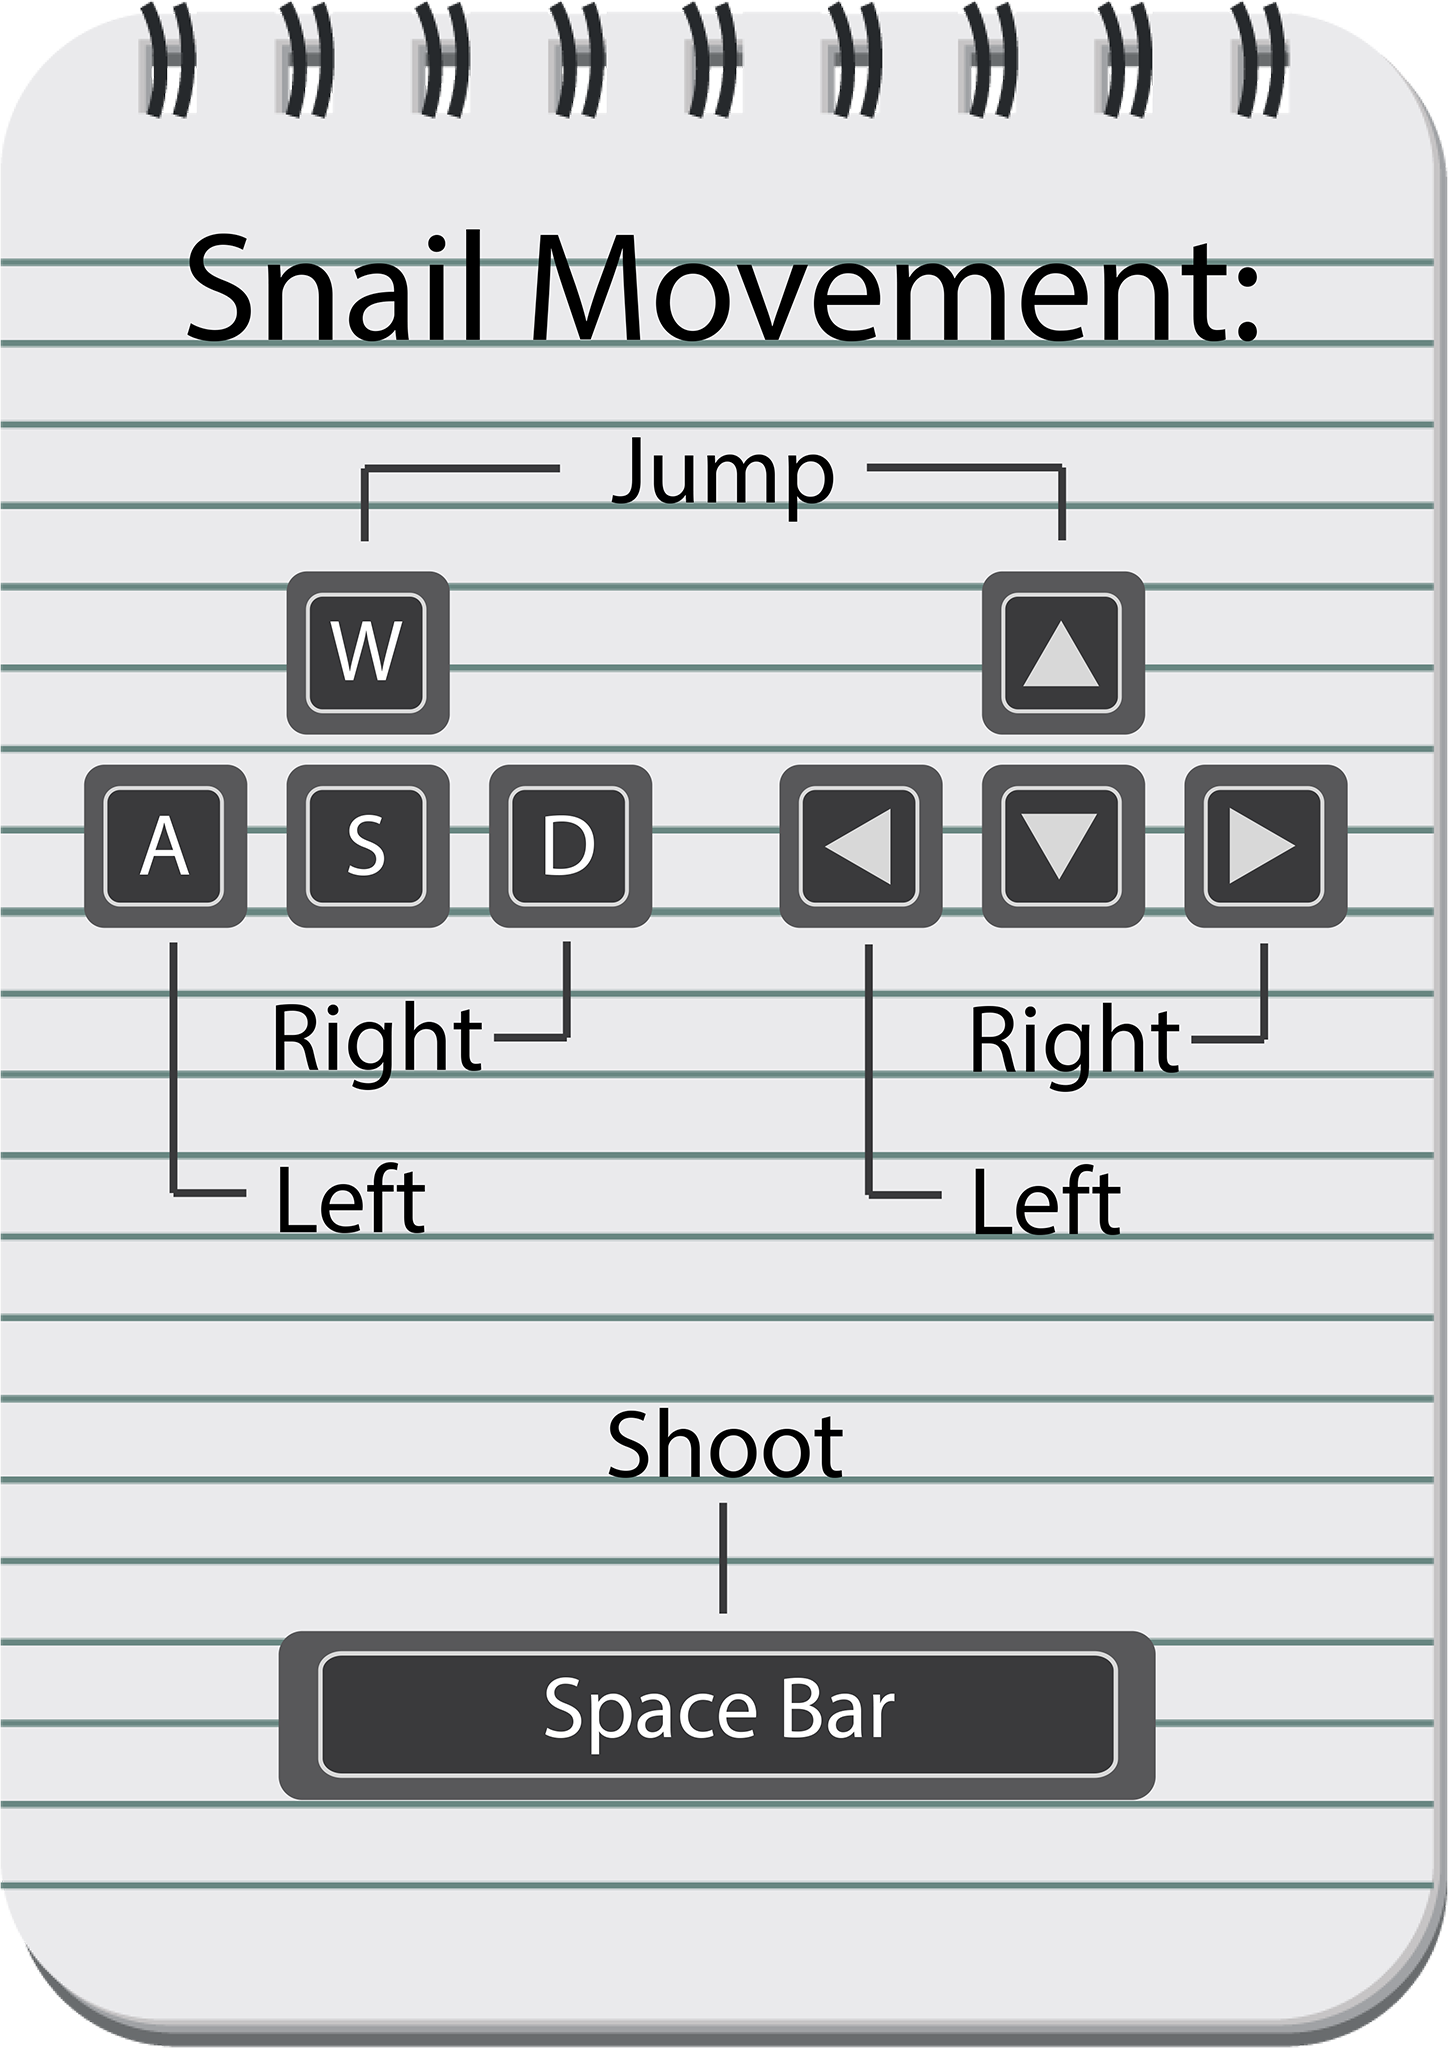 Snail Movement:
Jump
W
A S D
Right Right
Left Left
Shoot
Space Bar